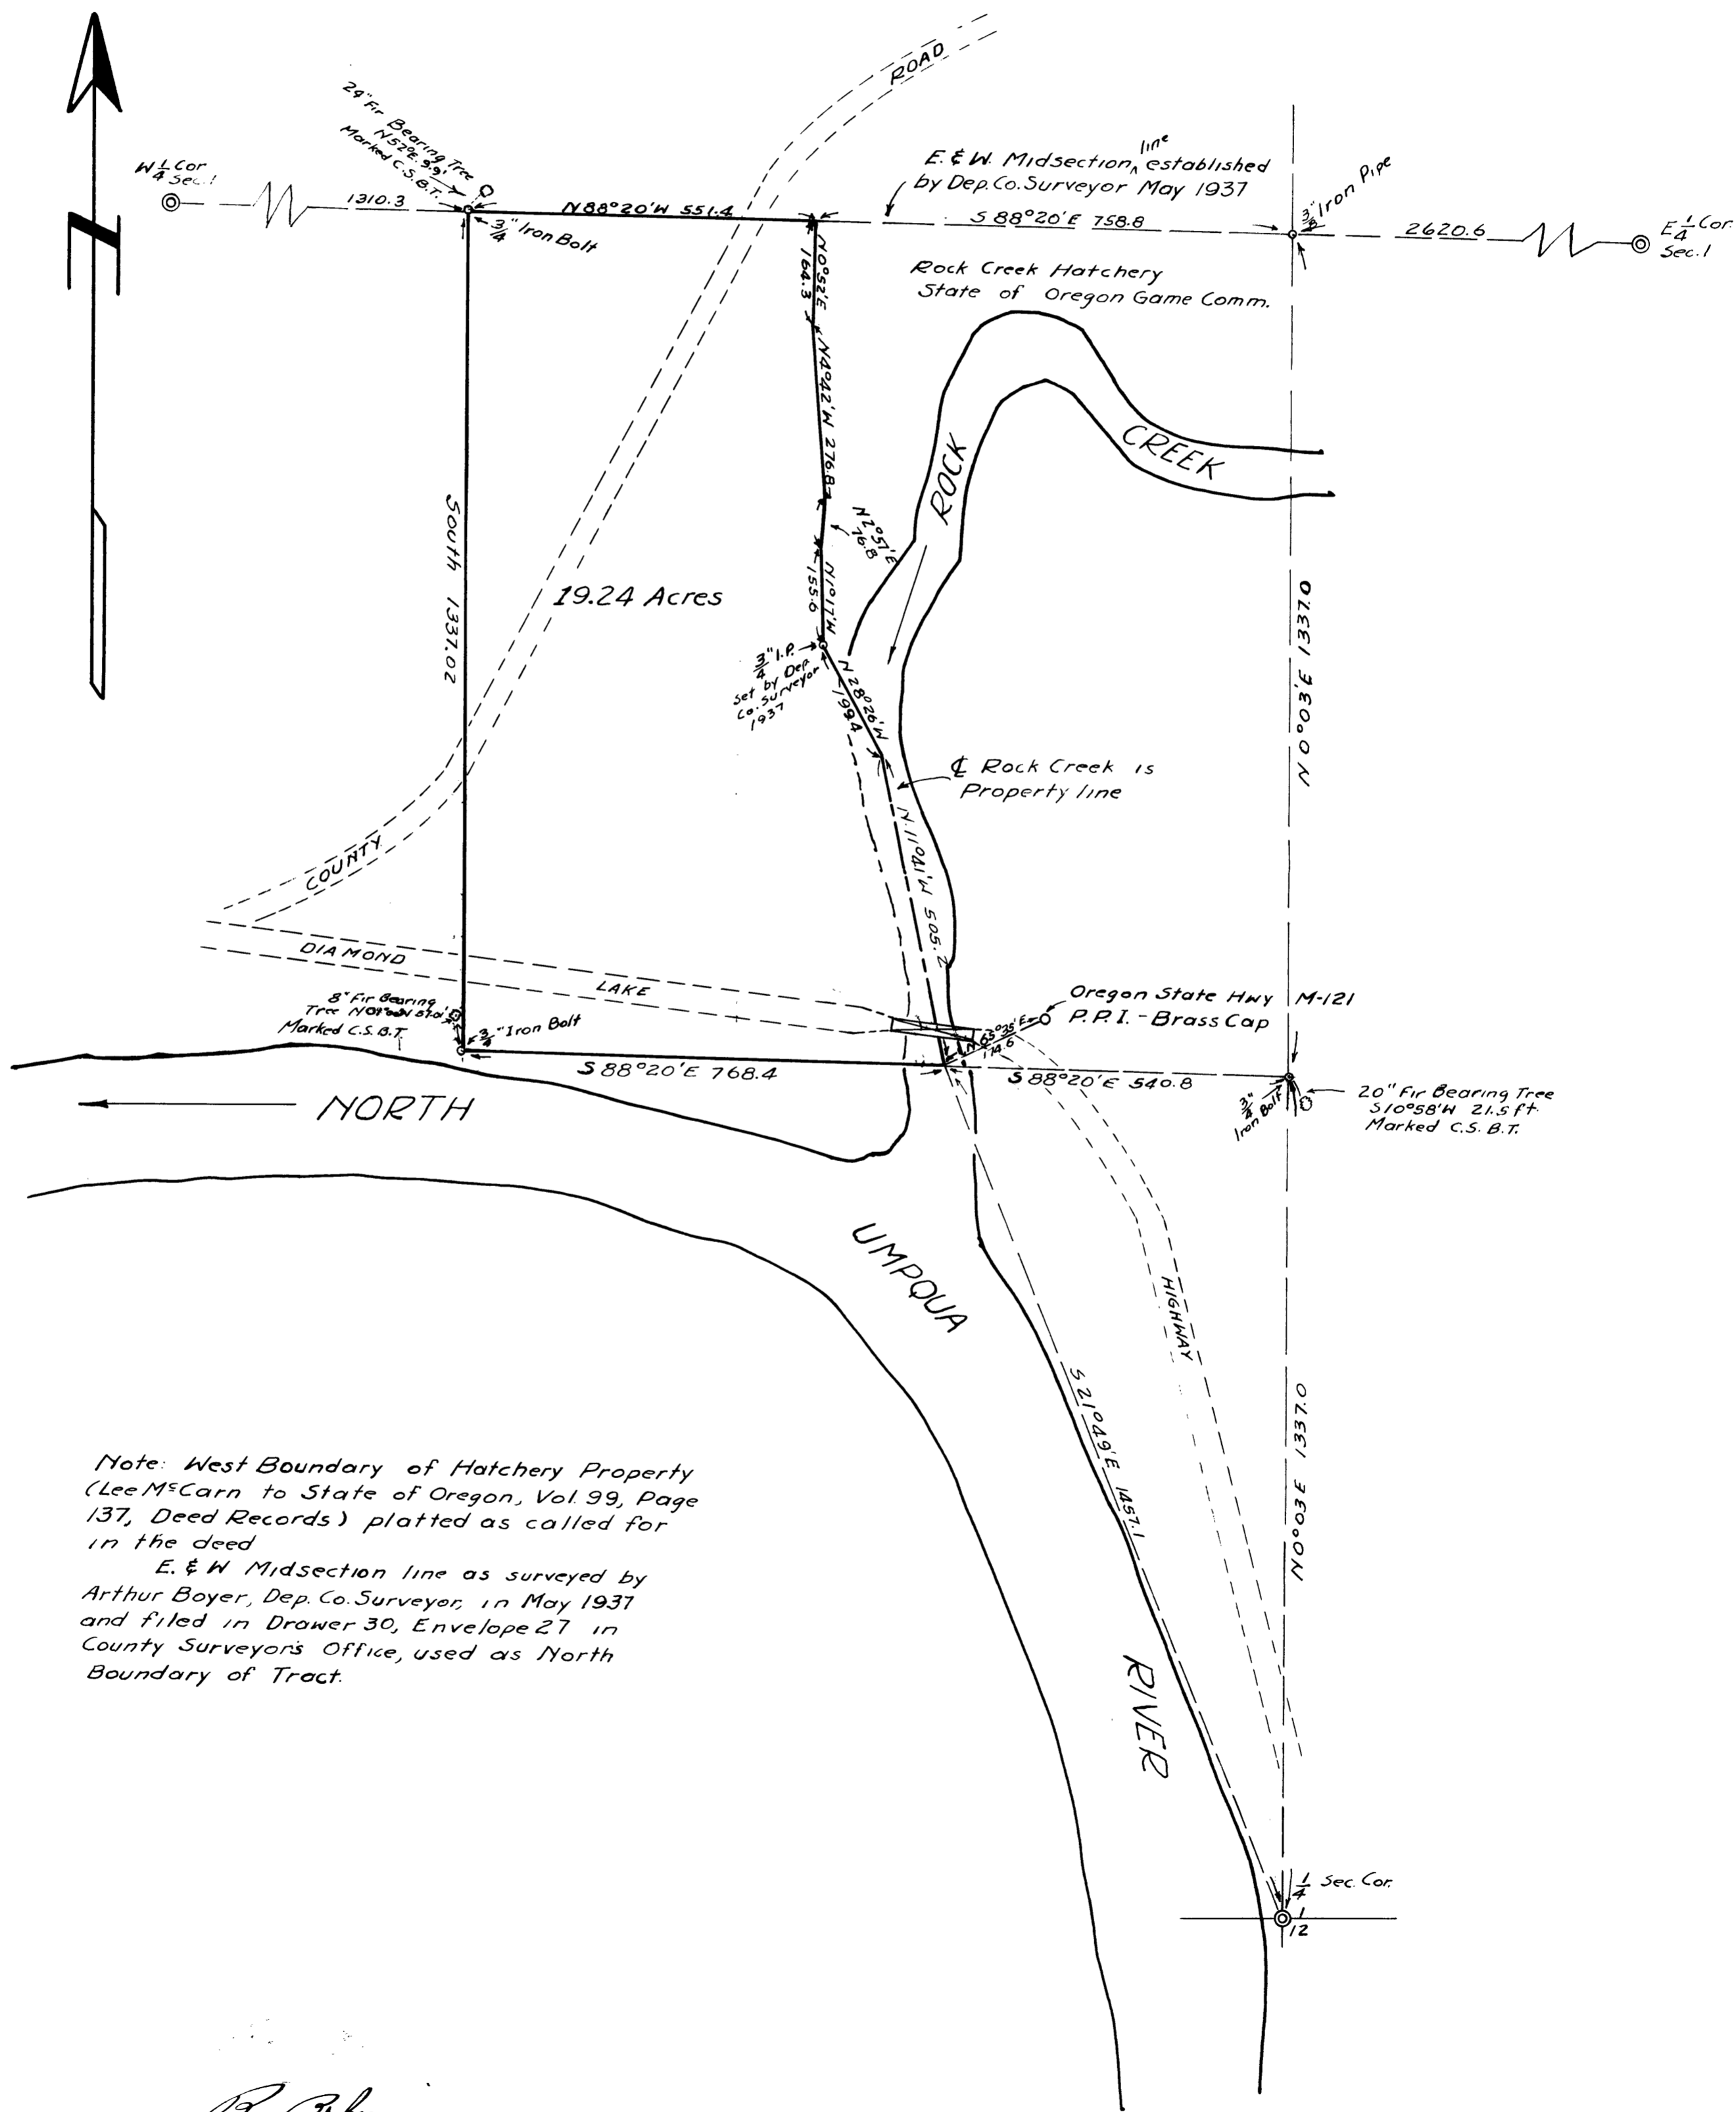 ROAD
24" Fir Bearing Tree
N52°E. 9.9'
Marked C.S.B.T.
W 1/4 Cor
Sec. 1
1310.3
3/4" Iron Bolt
N88°20'W 551.4
line
E. & W. Midsection ^ established
by Dep. Co. Surveyor May 1937
S 88°20'E 758.8
Iron Pipe
2620.6
E 1/4 Cor.
Sec. 1
Rock Creek Hatchery
State of Oregon Game Comm.
N0°52'E
164.3
N4°42'W 276.8
N2°57'E
76.8
N1°17'W
155.6
ROCK
CREEK
South 1337.02
19.24 Acres
N 0°03'E 1337.0
3/4" I.P.
Set by Dep.
Co. Surveyor
1937
N 28°26'W
199.4
℄ Rock Creek is
Property line
N. 11°41'W 505.2
COUNTY
DIAMOND
LAKE
8" Fir Bearing
Tree
Marked C.S.B.T.
3/4" Iron Bolt
Oregon State Hwy M-121
P.P.I. - Brass Cap
N 65°35'E
174.6
S 88°20'E 768.4
S 88°20'E 540.8
3/4"
Iron Bolt
20" Fir Bearing Tree
S10°58'W 21.5 ft.
Marked C.S.B.T.
NORTH
UMPQUA
HIGHWAY
S 21°49'E 1457.1
N0°03'E 1337.0
Note: West Boundary of Hatchery Property
(Lee McCarn to State of Oregon, Vol. 99, Page
137, Deed Records) platted as called for
in the deed
E. & W Midsection line as surveyed by
Arthur Boyer, Dep. Co. Surveyor, in May 1937
and filed in Drawer 30, Envelope 27 in
County Surveyor's Office, used as North
Boundary of Tract.
RIVER
1/4 Sec. Cor.
1
12